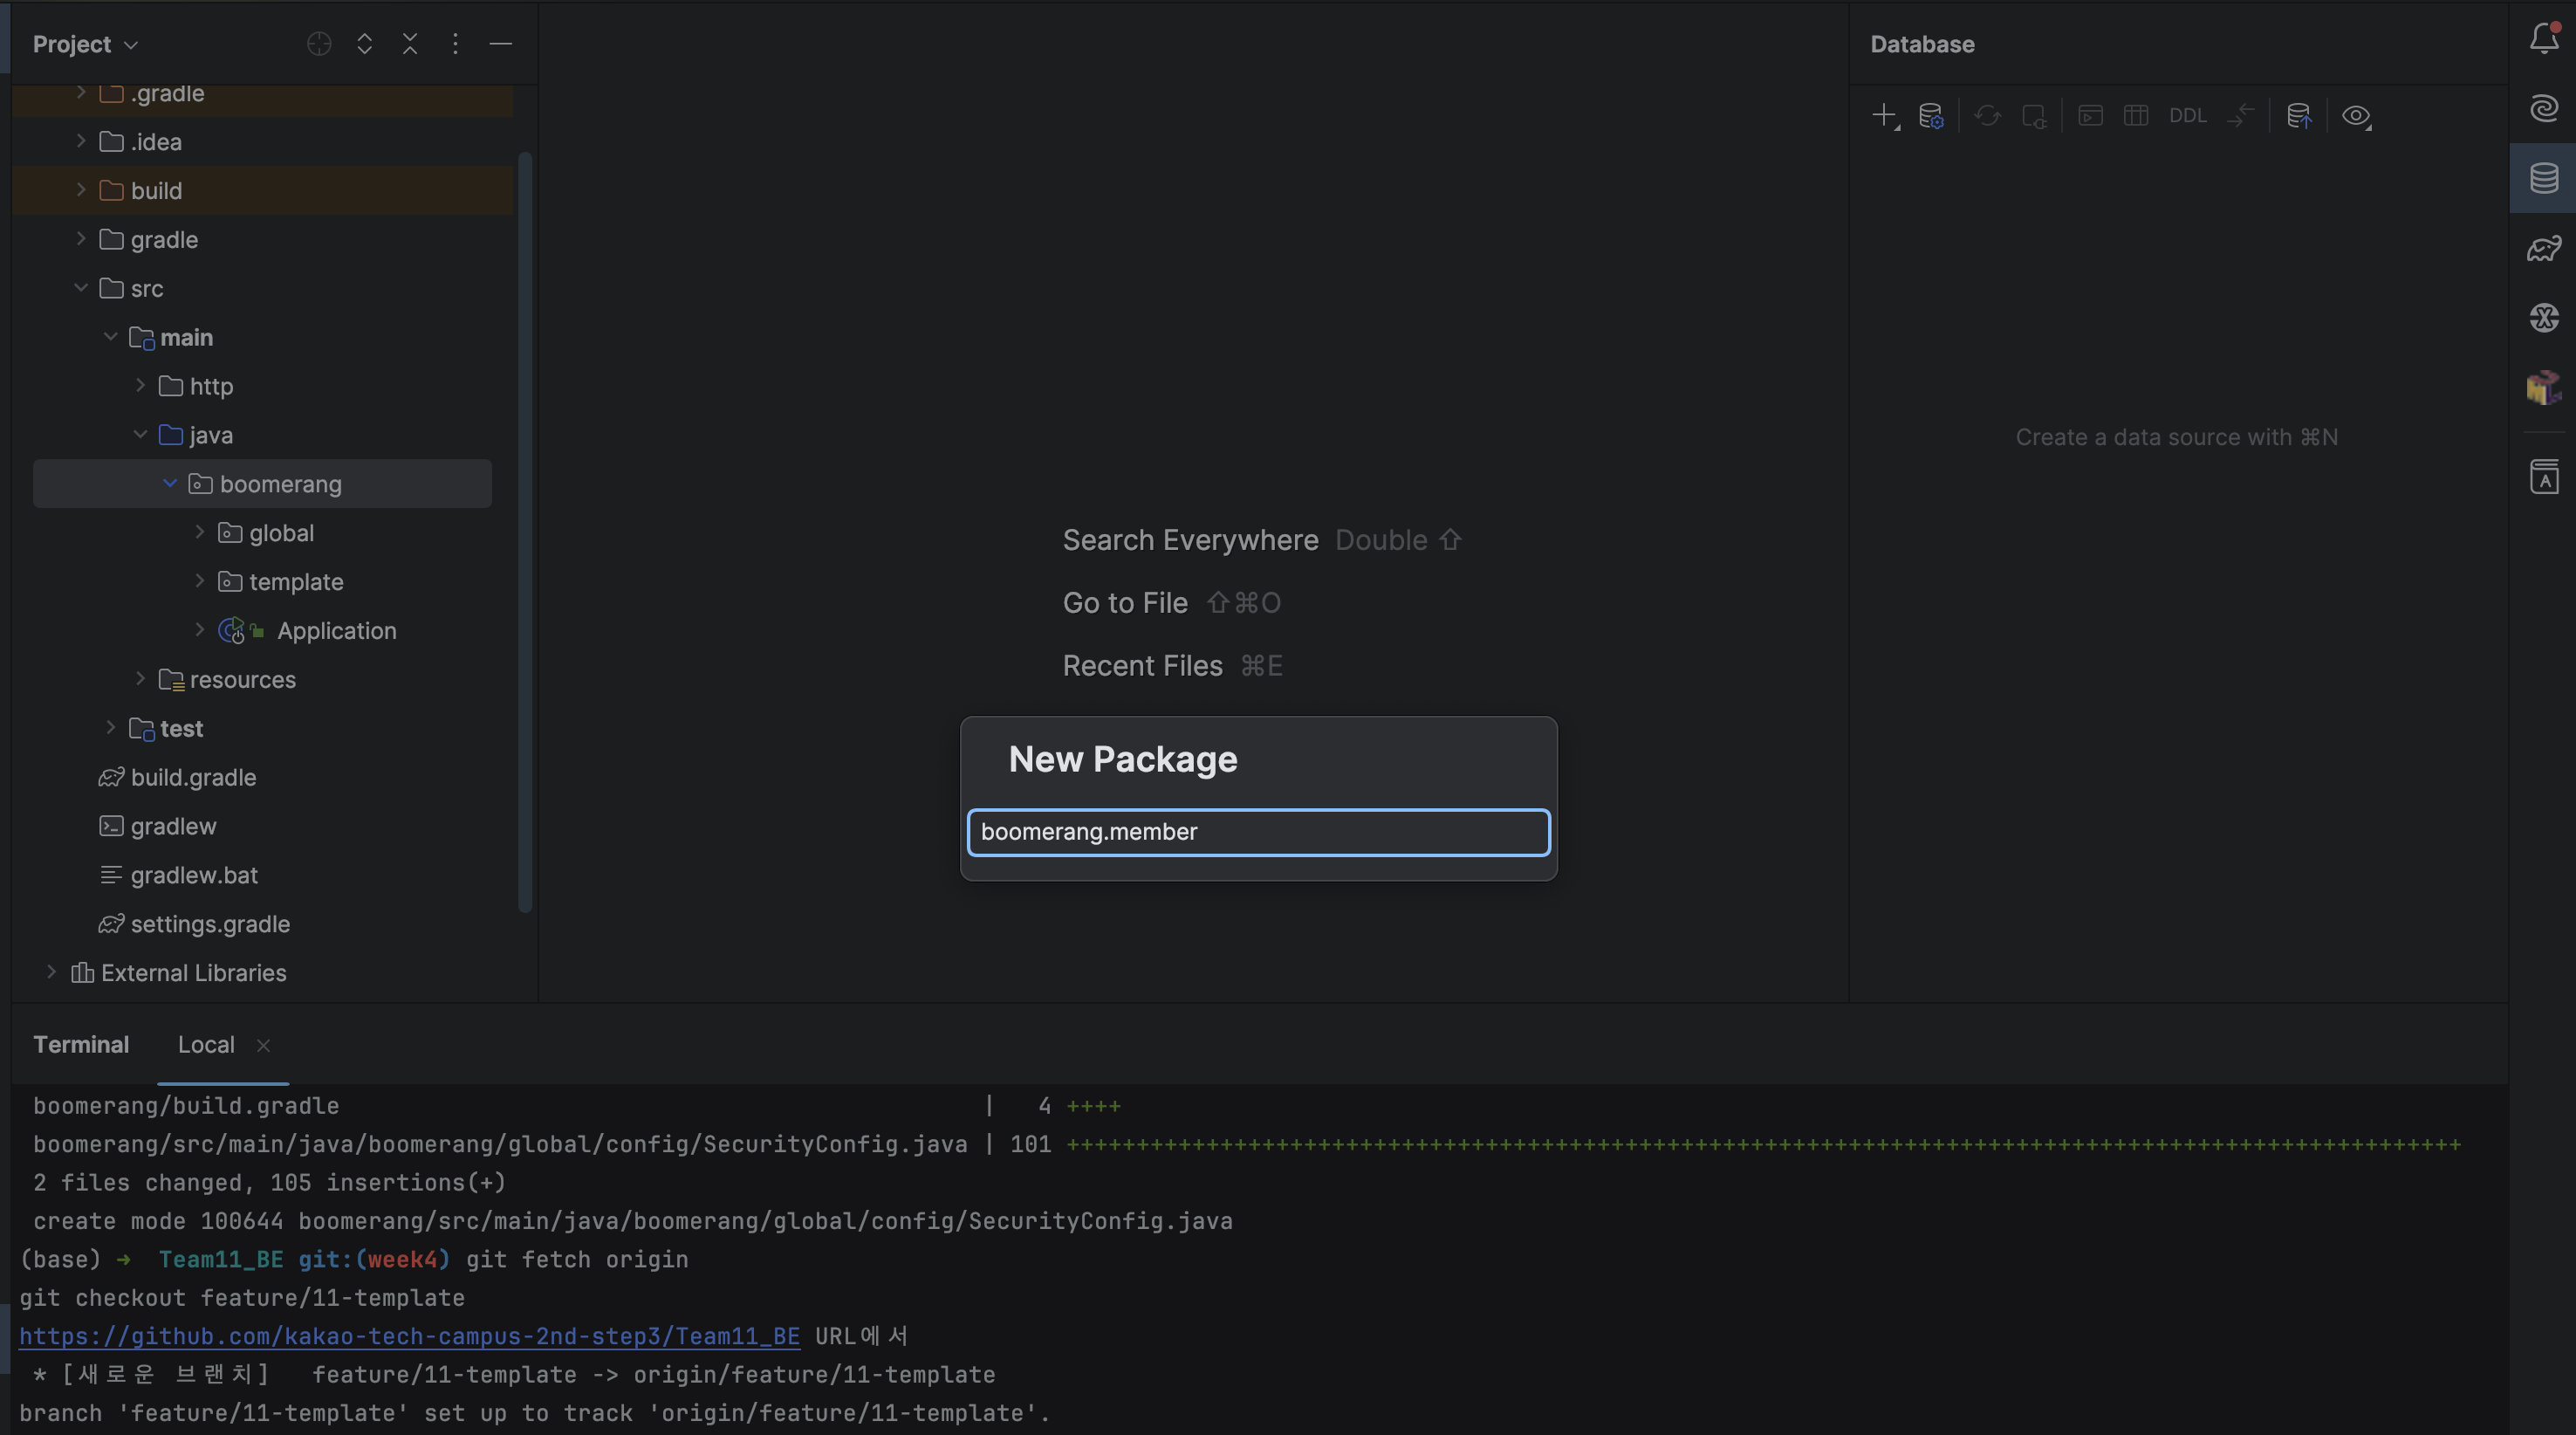 Project
.gradle
.idea
build
gradle
src
main
http
java
boomerang
global
template
Application
resources
test
build.gradle
gradlew
gradlew.bat
settings.gradle
External Libraries
Search Everywhere Double ⇧
Go to File ⇧⌘O
Recent Files ⌘E
New Package
boomerang.member
Database
DDL
Create a data source with ⌘N
Terminal Local
boomerang/build.gradle | 4 ++++
boomerang/src/main/java/boomerang/global/config/SecurityConfig.java | 101 ++++++++++++++++++++++++++++++++++++++++++++++++++++++++++++++++++++++++++++++++++++++++++++++++++++
2 files changed, 105 insertions(+)
create mode 100644 boomerang/src/main/java/boomerang/global/config/SecurityConfig.java
(base) → Team11_BE git:(week4) git fetch origin
git checkout feature/11-template
https://github.com/kakao-tech-campus-2nd-step3/Team11_BE URL에서
* [새로운 브랜치] feature/11-template -> origin/feature/11-template
branch 'feature/11-template' set up to track 'origin/feature/11-template'.